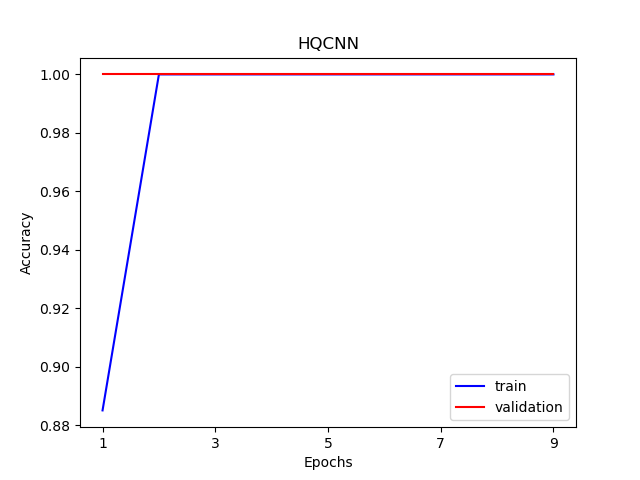 HQCNN
1.00
0.98
0.96
0.94
0.92
0.90
0.88
Accuracy
train
validation
1 3 5 7 9
Epochs